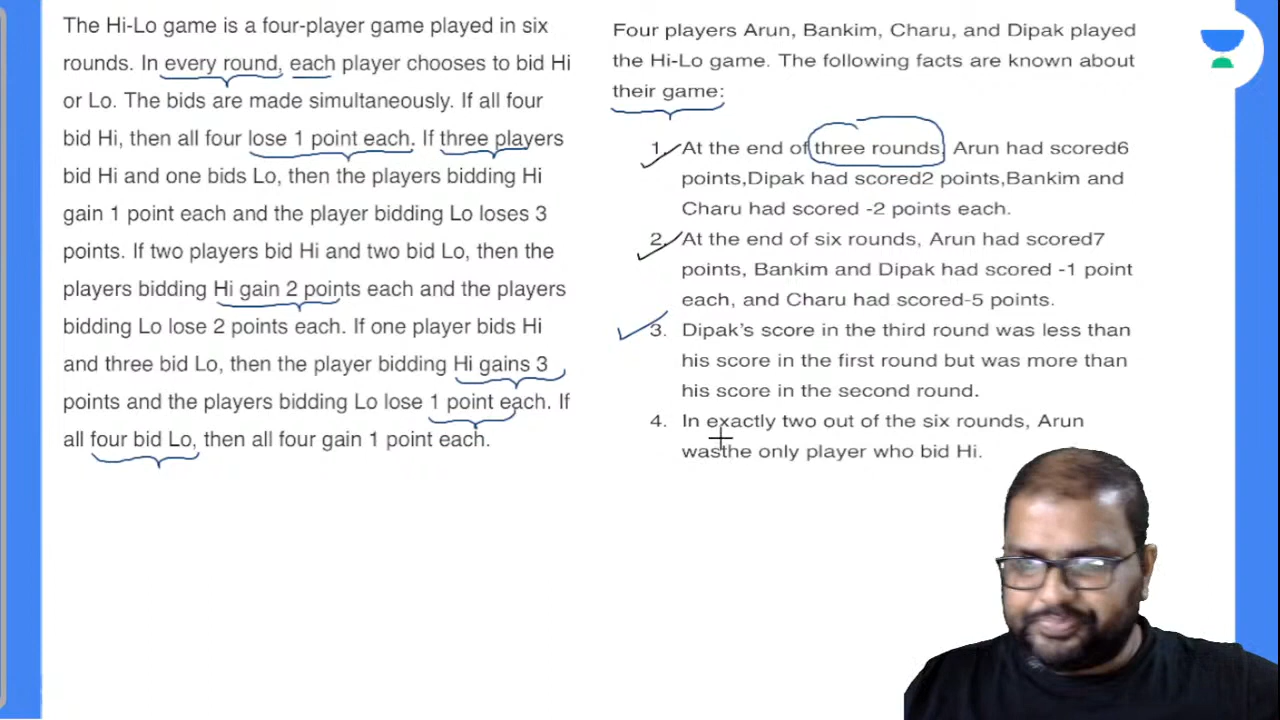 The Hi-Lo game is a four-player game played in six
rounds. In every round, each player chooses to bid Hi
or Lo. The bids are made simultaneously. If all four
bid Hi, then all four lose 1 point each. If three players
bid Hi and one bids Lo, then the players bidding Hi
gain 1 point each and the player bidding Lo loses 3
points. If two players bid Hi and two bid Lo, then the
players bidding Hi gain 2 points each and the players
bidding Lo lose 2 points each. If one player bids Hi
and three bid Lo, then the player bidding Hi gains 3
points and the players bidding Lo lose 1 point each. If
all four bid Lo, then all four gain 1 point each.
Four players Arun, Bankim, Charu, and Dipak played
the Hi-Lo game. The following facts are known about
their game:
1. At the end of three rounds, Arun had scored6
points,Dipak had scored2 points,Bankim and
Charu had scored -2 points each.
2. At the end of six rounds, Arun had scored7
points, Bankim and Dipak had scored -1 point
each, and Charu had scored-5 points.
3. Dipak's score in the third round was less than
his score in the first round but was more than
his score in the second round.
4. In exactly two out of the six rounds, Arun
wasthe only player who bid Hi.